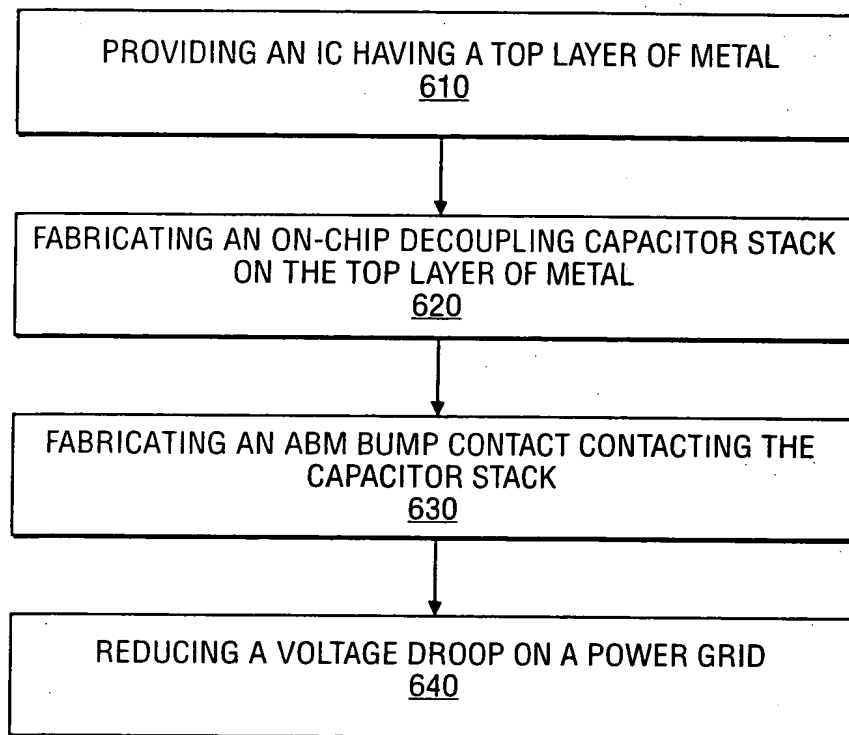 PROVIDING AN IC HAVING A TOP LAYER OF METAL
610
FABRICATING AN ON-CHIP DECOUPLING CAPACITOR STACK
ON THE TOP LAYER OF METAL
620
FABRICATING AN ABM BUMP CONTACT CONTACTING THE
CAPACITOR STACK
630
REDUCING A VOLTAGE DROOP ON A POWER GRID
640